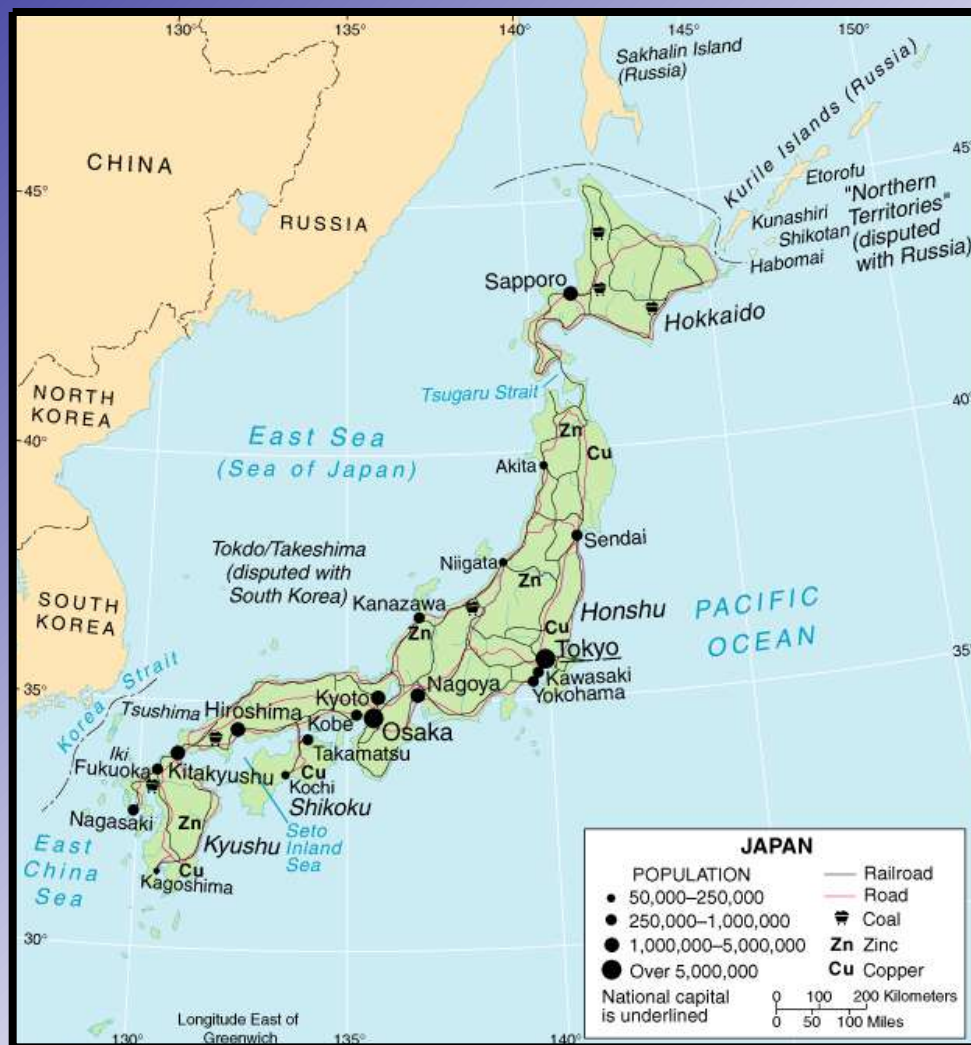 130°
135°
140°
145°
150°
Sakhalin Island
(Russia)
Kurile Islands (Russia)
45°
CHINA
45°
RUSSIA
Etorofu
Kunashiri
Shikotan
Habomai
"Northern
Territories"
(disputed
with Russia)
Sapporo
Hokkaido
NORTH
KOREA
Tsugaru Strait
40°
40°
East Sea
(Sea of Japan)
Zn
Cu
Akita
Tokdo/Takeshima
(disputed with
South Korea)
Niigata
Sendai
Zn
SOUTH
KOREA
Kanazawa
Zn
Honshu
Cu
Tokyo
Kawasaki
Yokohama
PACIFIC
OCEAN
35°
35°
Korea Strait
Tsushima
Hiroshima
Kyoto
Nagoya
Kobe
Osaka
Iki
Fukuoka
Kitakyushu
Takamatsu
Cu
Kochi
Shikoku
Nagasaki
Zn
Kyushu
Seto
Inland
Sea
East
China
Sea
Cu
Kagoshima
30°
JAPAN
POPULATION
50,000–250,000
250,000–1,000,000
1,000,000–5,000,000
Over 5,000,000
National capital
is underlined
Railroad
Road
Coal
Zn Zinc
Cu Copper
0 100 200 Kilometers
0 50 100 Miles
Longitude East of
Greenwich
130°
135°
140°